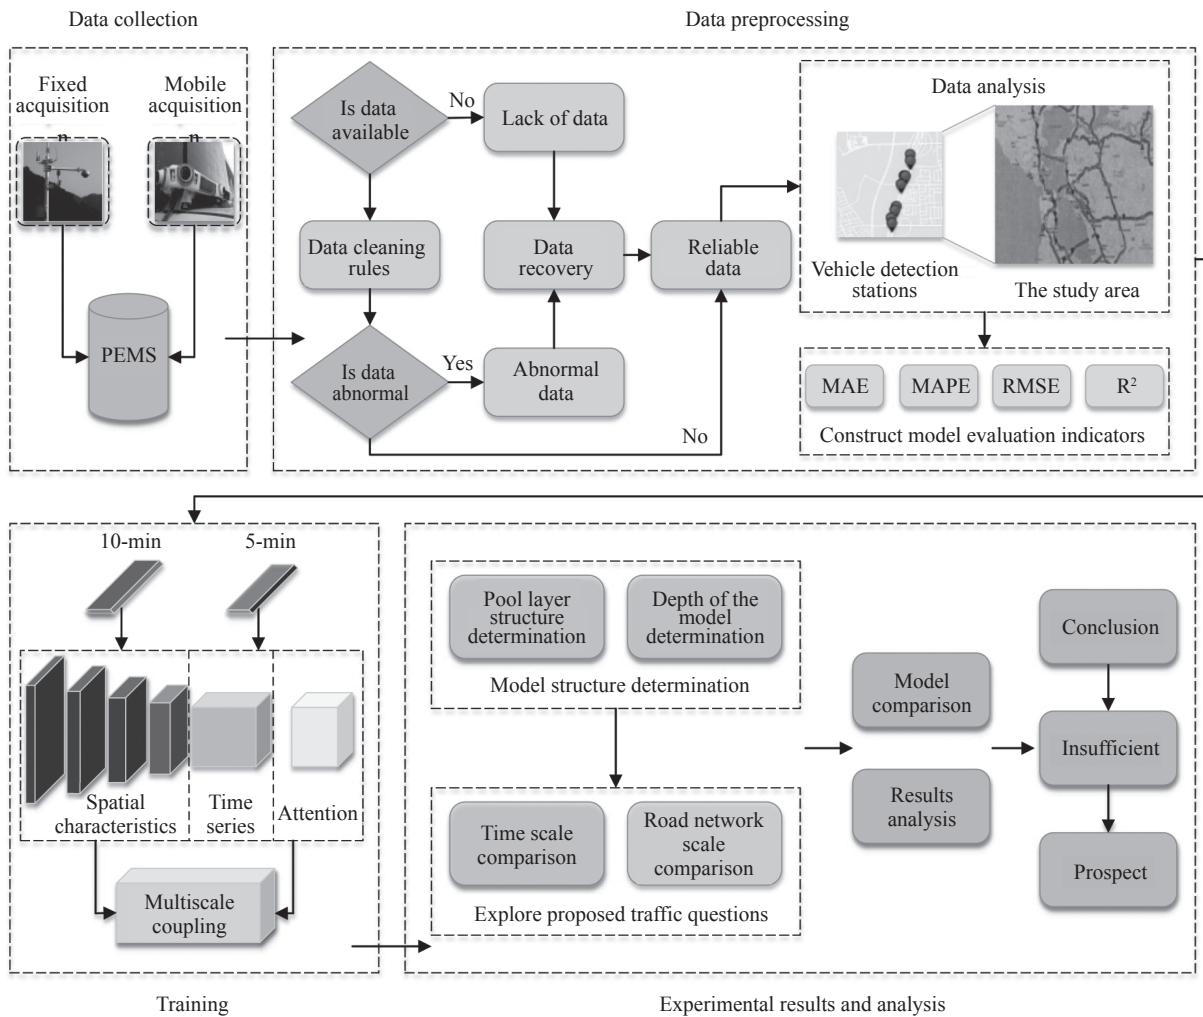 Data collection
Data preprocessing
Fixed
acquisition
n
Mobile
acquisition
n
PEMS
Is data
available
No
Lack of data
Data cleaning
rules
Data
recovery
Reliable
data
Is data
abnormal
Yes
Abnormal
data
No
Data analysis
Vehicle detection
stations
The study area
MAE
MAPE
RMSE
R²
Construct model evaluation indicators
10-min
5-min
Spatial
characteristics
Time
series
Attention
Multiscale
coupling
Training
Pool layer
structure
determination
Depth of the
model
determination
Model structure determination
Time scale
comparison
Road network
scale
comparison
Explore proposed traffic questions
Model
comparison
Results
analysis
Conclusion
Insufficient
Prospect
Experimental results and analysis